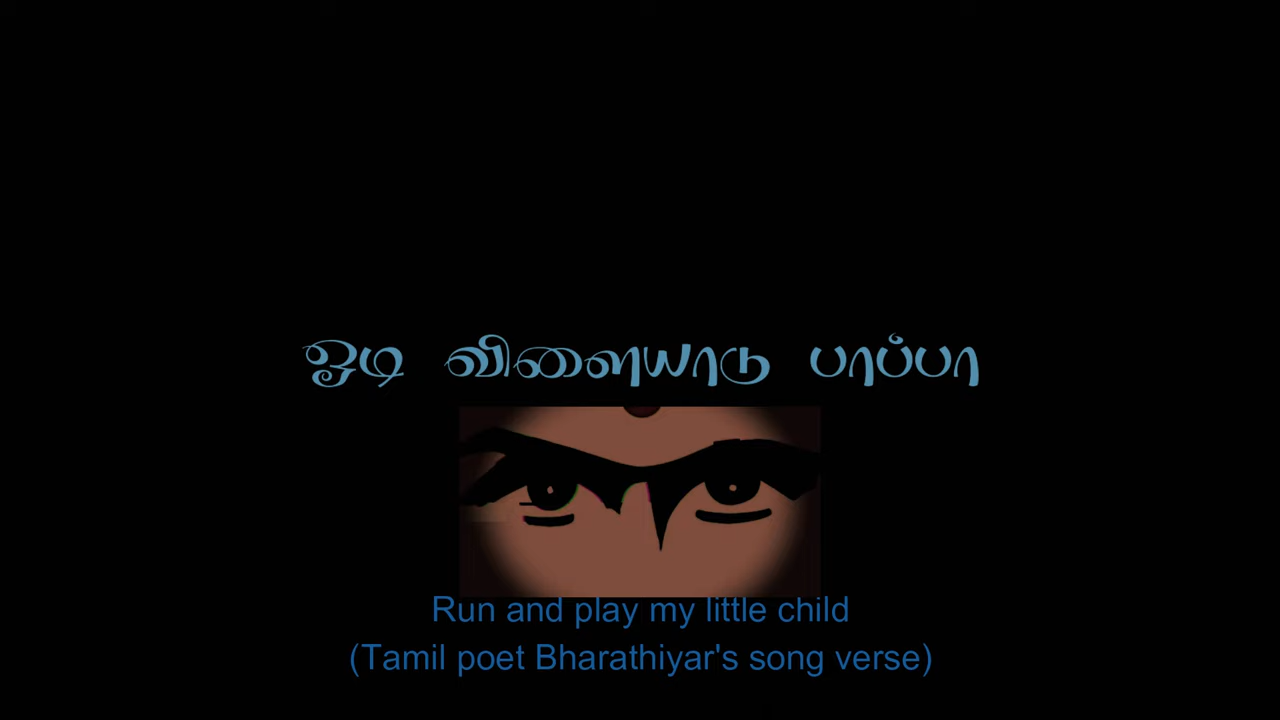 ஓடி விளையாடு பாப்பா
Run and play my little child
(Tamil poet Bharathiyar's song verse)